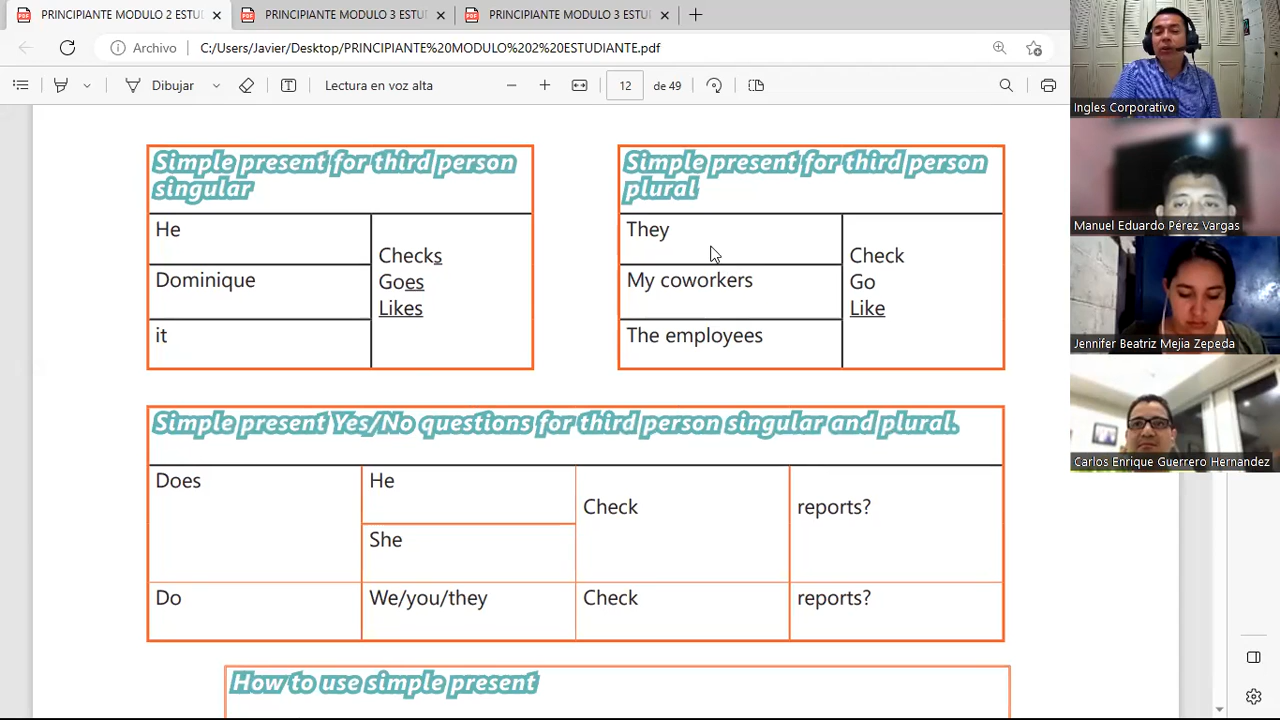 PRINCIPIANTE MODULO 2 ESTUD
PRINCIPIANTE MODULO 3 ESTU
PRINCIPIANTE MODULO 3 ESTU
Archivo
C:/Users/Javier/Desktop/PRINCIPIANTE%20MODULO%202%20ESTUDIANTE.pdf
Dibujar
Lectura en voz alta
12
de 49
Simple present for third person
singular
He
Dominique
it
Checks
Goes
Likes
Simple present for third person
plural
They
My coworkers
The employees
Check
Go
Like
Simple present Yes/No questions for third person singular and plural.
Does
He
She
Check
reports?
Do
We/you/they
Check
reports?
How to use simple present
Ingles Corporativo
Manuel Eduardo Pérez Vargas
Jennifer Beatriz Mejia Zepeda
Carlos Enrique Guerrero Hernandez